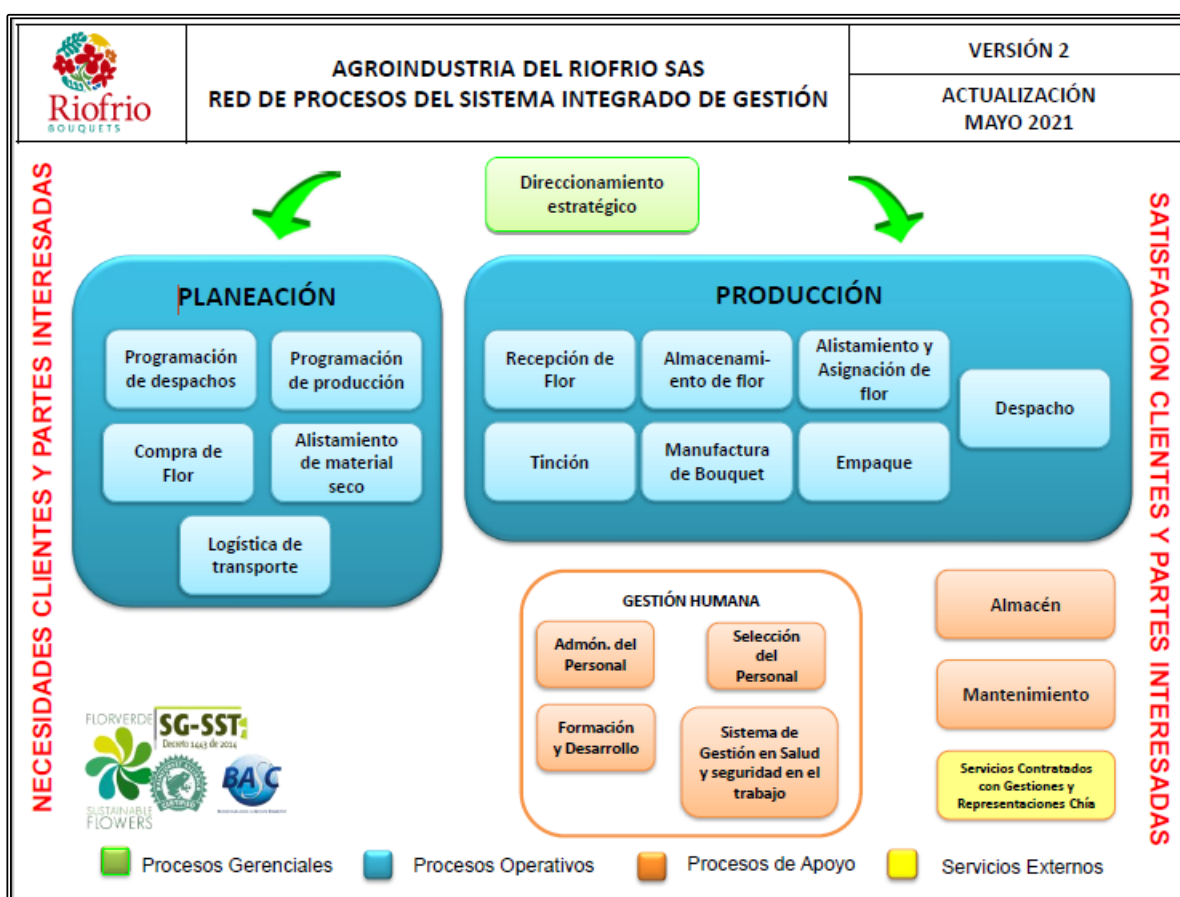 Riofrio
BOUQUETS
AGROINDUSTRIA DEL RIOFRIO SAS
RED DE PROCESOS DEL SISTEMA INTEGRADO DE GESTIÓN
VERSIÓN 2
ACTUALIZACIÓN
MAYO 2021
NECESIDADES CLIENTES Y PARTES INTERESADAS
Direccionamiento
estratégico
PLANEACIÓN
Programación
de despachos
Programación
de producción
Compra de
Flor
Alistamiento
de material
seco
Logística de
transporte
PRODUCCIÓN
Recepción de
Flor
Almacenami-
ento de flor
Alistamiento y
Asignación de
flor
Despacho
Tinción
Manufactura
de Bouquet
Empaque
GESTIÓN HUMANA
Admón. del
Personal
Selección
del
Personal
Formación
y Desarrollo
Sistema de
Gestión en Salud
y seguridad en el
trabajo
Almacén
Mantenimiento
Servicios Contratados
con Gestiones y
Representaciones Chía
SATISFACCION CLIENTES Y PARTES INTERESADAS
FLORVERDE
SG-SST
Decreto 1443 de 2014
BASC
SUSTAINABLE
FLOWERS
Procesos Gerenciales
Procesos Operativos
Procesos de Apoyo
Servicios Externos